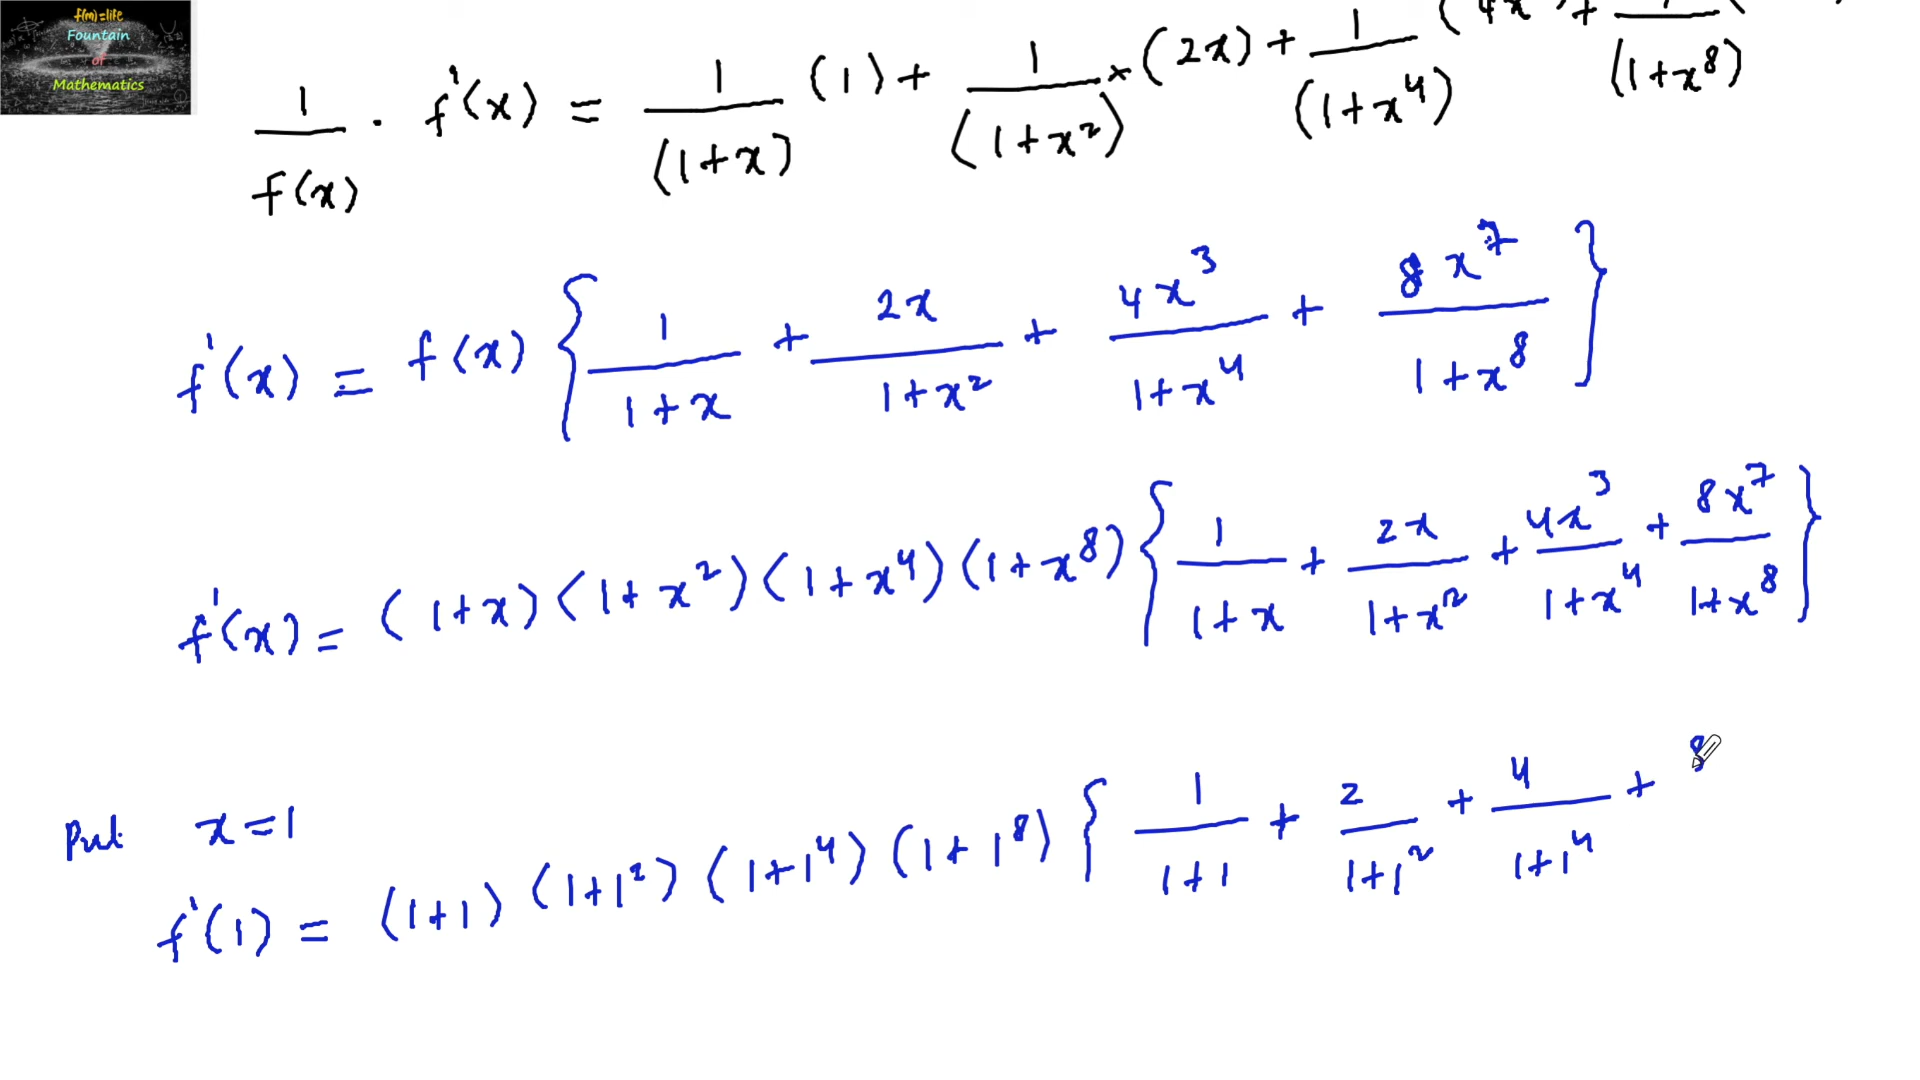 f(m)=life
Fountain
of
Mathematics
1/f(x) · f'(x) = 1/(1+x) (1) + 1/(1+x²) × (2x) + 1/(1+x⁴) (4x + 1/(1+x⁸)
f'(x) = f(x) { 1/(1+x) + 2x/(1+x²) + 4x³/(1+x⁴) + 8x⁷/(1+x⁸) }
f'(x) = (1+x)(1+x²)(1+x⁴)(1+x⁸) { 1/(1+x) + 2x/(1+x²) + 4x³/(1+x⁴) + 8x⁷/(1+x⁸) }
Put x=1
f'(1) = (1+1)(1+1²)(1+1⁴)(1+1⁸) { 1/(1+1) + 2/(1+1²) + 4/(1+1⁴) + 8